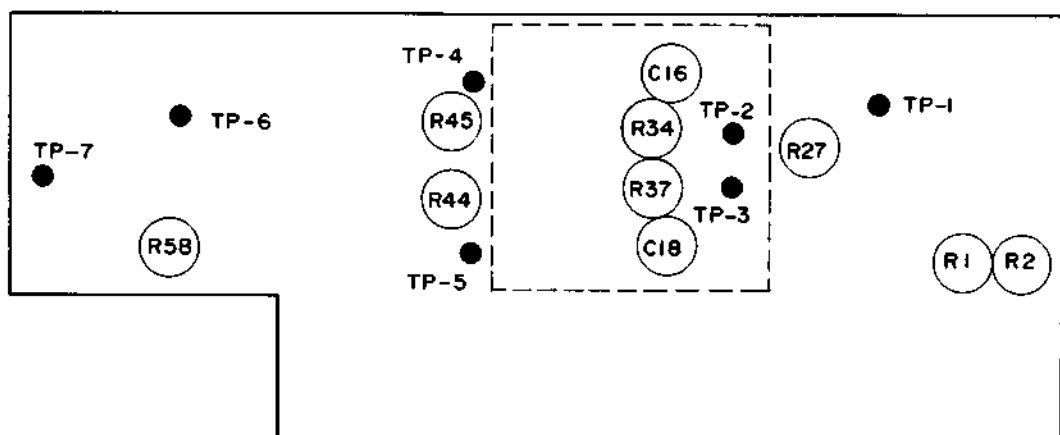 TP-4
C16
TP-1
TP-6
R45
R34
TP-2
R27
TP-7
R44
R37
TP-3
R58
TP-5
C18
R1
R2